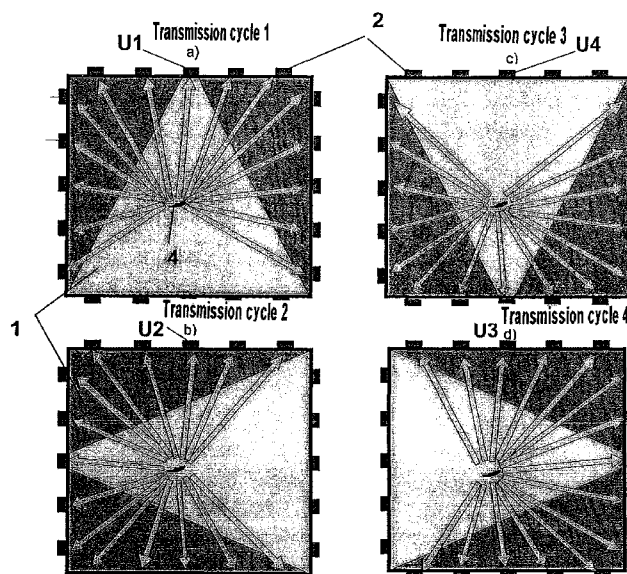 Transmission cycle 1
U1
a)
2
Transmission cycle 3
U4
c)
4
1
Transmission cycle 2
U2
b)
Transmission cycle 4
U3
d)